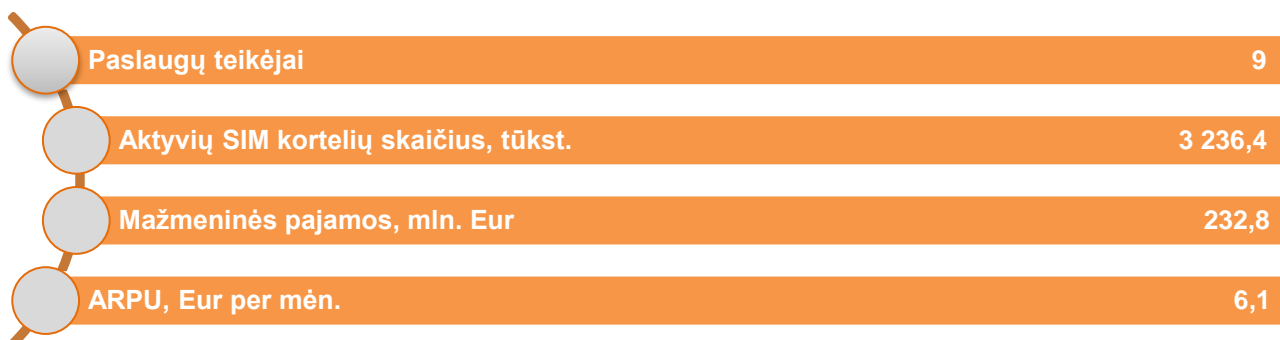 Paslaugų teikėjai 9
Aktyvių SIM kortelių skaičius, tūkst. 3 236,4
Mažmeninės pajamos, mln. Eur 232,8
ARPU, Eur per mėn. 6,1